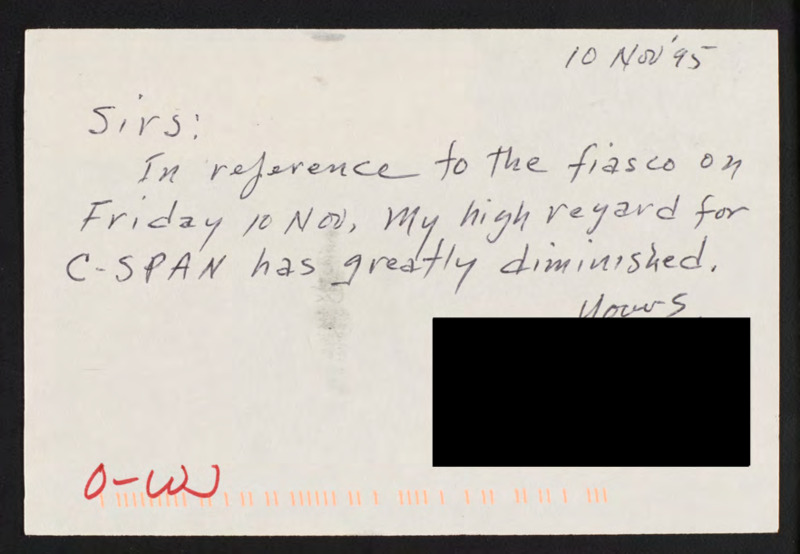 10 Nov '95
Sirs:
In reference to the fiasco on
Friday 10 Nov, My high regard for
C-SPAN has greatly diminished.
Yours
O-W